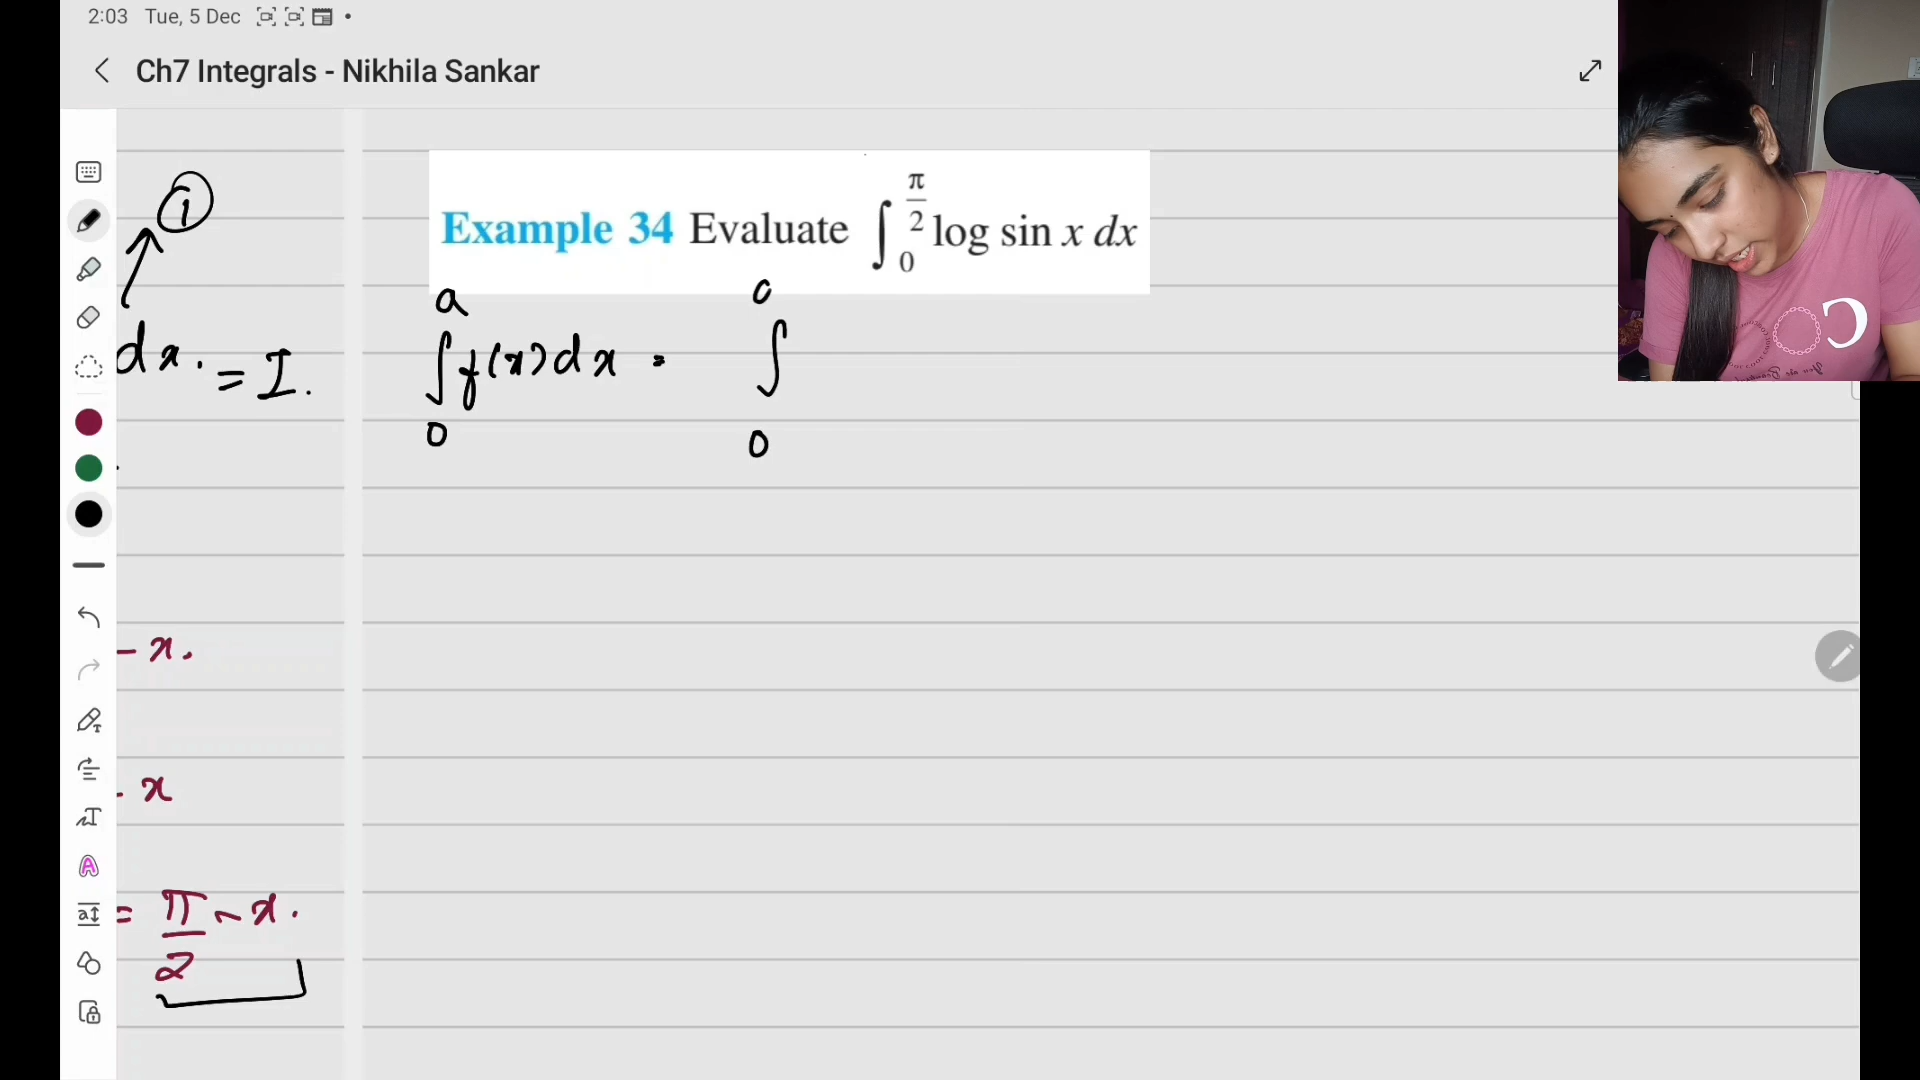 2:03 Tue, 5 Dec
Ch7 Integrals - Nikhila Sankar
Example 34 Evaluate ∫₀^(π/2) log sin x dx
①
dx. = I.
∫₀^a f(x) dx = ∫₀^c
- x.
- x
= π/2 - x.